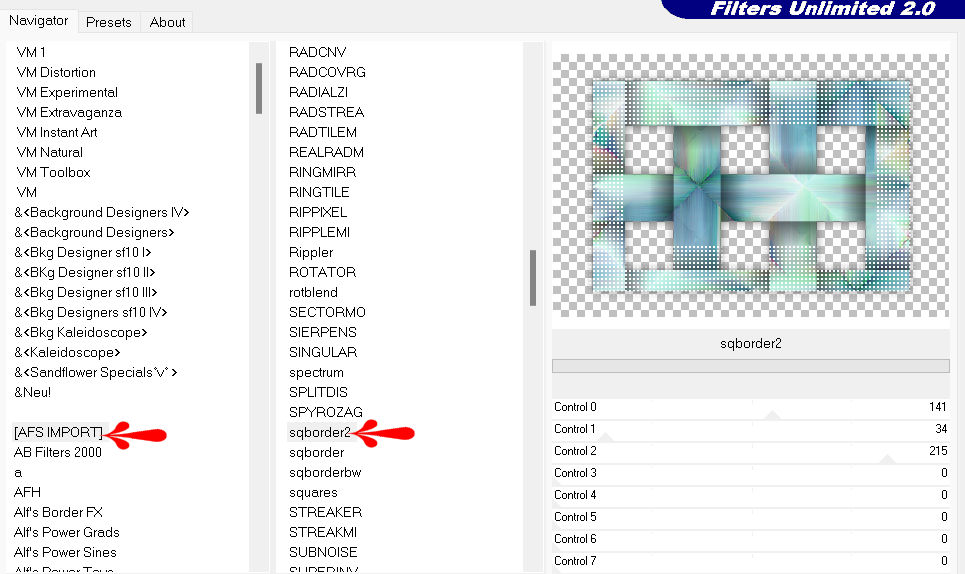 Filters Unlimited 2.0
Navigator Presets About
VM 1
VM Distortion
VM Experimental
VM Extravaganza
VM Instant Art
VM Natural
VM Toolbox
VM
&<Background Designers IV>
&<Background Designers>
&<Bkg Designer sf10 I>
&<BKg Designer sf10 II>
&<Bkg Designer sf10 III>
&<Bkg Designers sf10 IV>
&<Bkg Kaleidoscope>
&<Kaleidoscope>
&<Sandflower Specials°v° >
&Neu!
[AFS IMPORT]
AB Filters 2000
a
AFH
Alf's Border FX
Alf's Power Grads
Alf's Power Sines
Alf's Power Toys
RADCNV
RADCOVRG
RADIALZI
RADSTREA
RADTILEM
REALRADM
RINGMIRR
RINGTILE
RIPPIXEL
RIPPLEMI
Rippler
ROTATOR
rotblend
SECTORMO
SIERPENS
SINGULAR
spectrum
SPLITDIS
SPYROZAG
sqborder2
sqborder
sqborderbw
squares
STREAKER
STREAKMI
SUBNOISE
SUPERINV
sqborder2
Control 0 141
Control 1 34
Control 2 215
Control 3 0
Control 4 0
Control 5 0
Control 6 0
Control 7 0